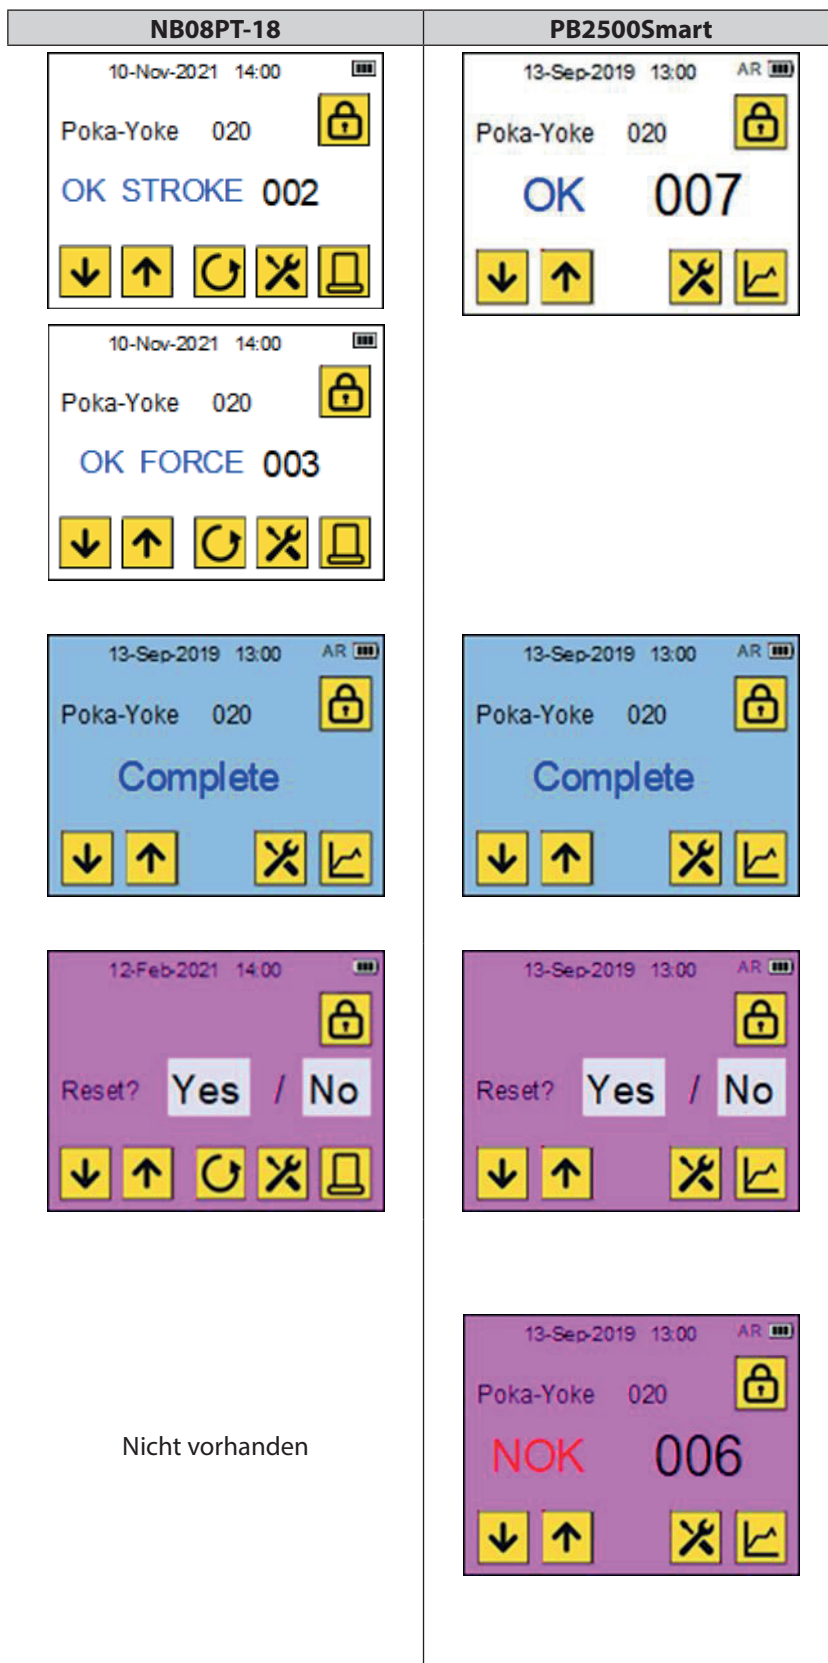 NB08PT-18
PB2500Smart
10-Nov-2021 14:00
Poka-Yoke 020
OK STROKE 002
13-Sep-2019 13:00 AR
Poka-Yoke 020
OK 007
10-Nov-2021 14:00
Poka-Yoke 020
OK FORCE 003
13-Sep-2019 13:00 AR
Poka-Yoke 020
Complete
13-Sep-2019 13:00 AR
Poka-Yoke 020
Complete
12-Feb-2021 14:00
Reset? Yes / No
13-Sep-2019 13:00 AR
Reset? Yes / No
Nicht vorhanden
13-Sep-2019 13:00 AR
Poka-Yoke 020
NOK 006